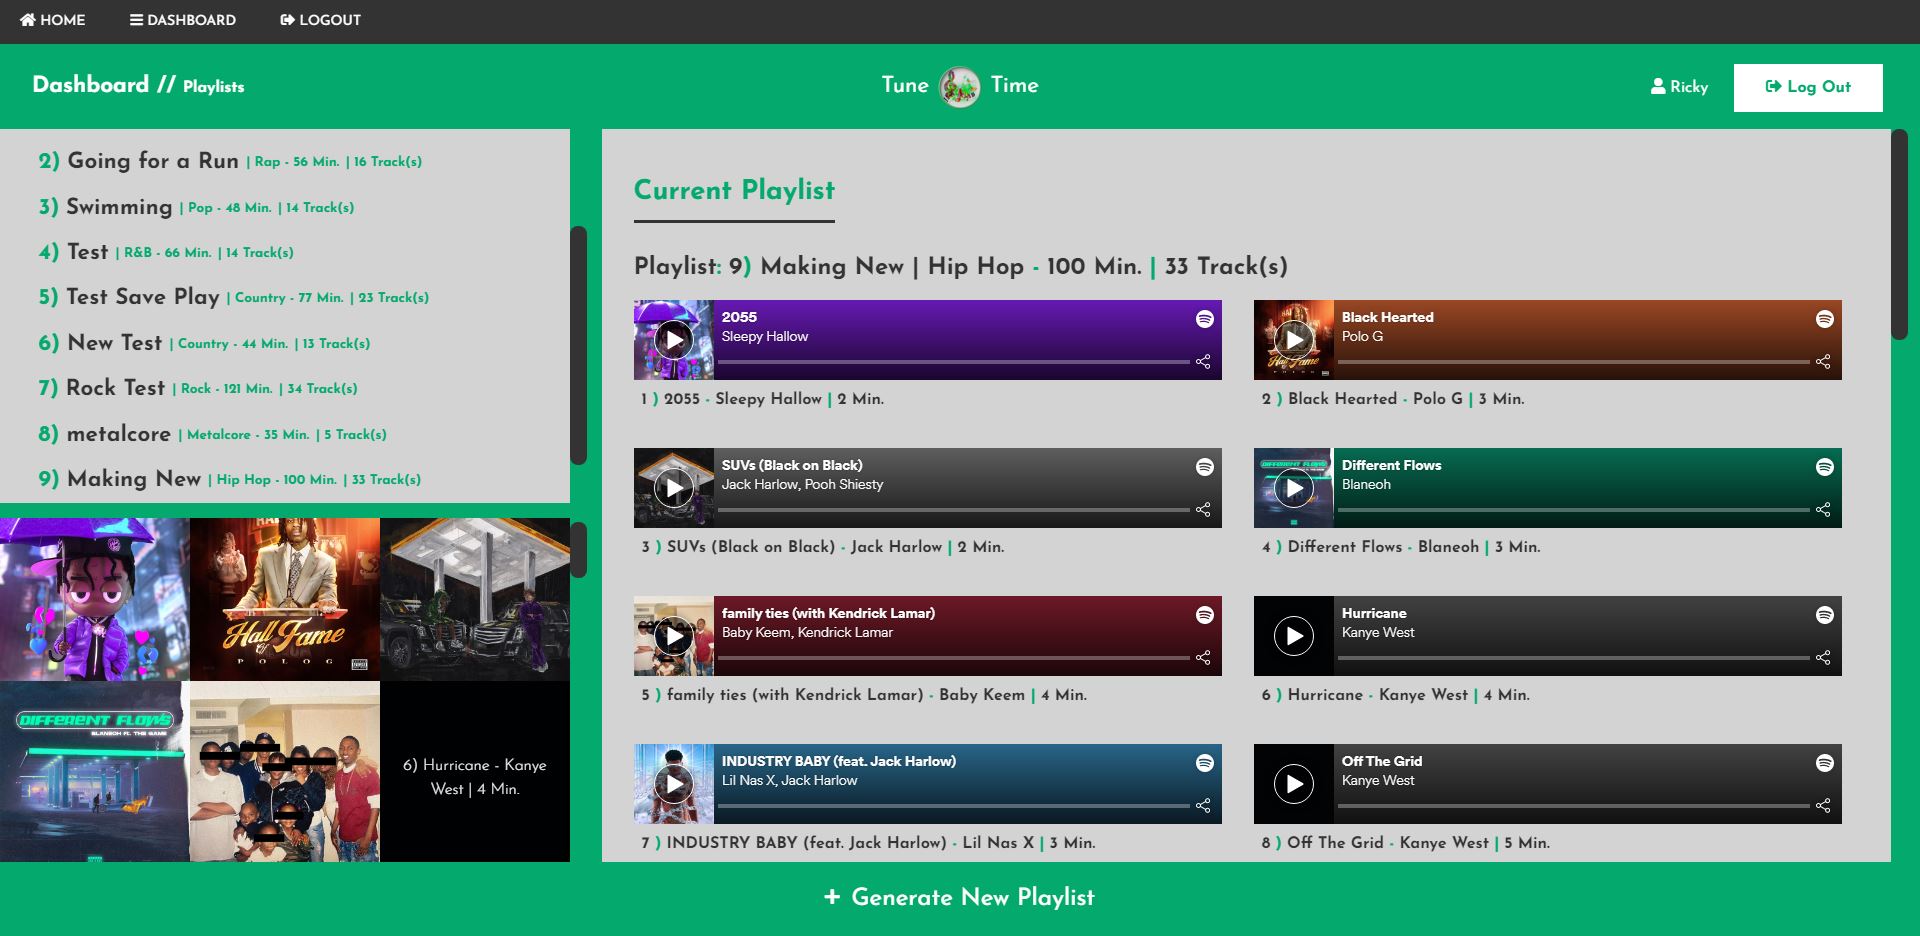 HOME DASHBOARD LOGOUT
Dashboard // Playlists
Tune Time
Ricky
Log Out
2) Going for a Run | Rap - 56 Min. | 16 Track(s)
3) Swimming | Pop - 48 Min. | 14 Track(s)
4) Test | R&B - 66 Min. | 14 Track(s)
5) Test Save Play | Country - 77 Min. | 23 Track(s)
6) New Test | Country - 44 Min. | 13 Track(s)
7) Rock Test | Rock - 121 Min. | 34 Track(s)
8) metalcore | Metalcore - 35 Min. | 5 Track(s)
9) Making New | Hip Hop - 100 Min. | 33 Track(s)
Hall of Fame
POLO G
DIFFERENT FLOWS
BLANEOH FT. THE GAME
6) Hurricane - Kanye
West | 4 Min.
Current Playlist
Playlist: 9) Making New | Hip Hop - 100 Min. | 33 Track(s)
2055
Sleepy Hallow
1 ) 2055 - Sleepy Hallow | 2 Min.
Hall of Fame
POLO G
Black Hearted
Polo G
2 ) Black Hearted - Polo G | 3 Min.
SUVs (Black on Black)
Jack Harlow, Pooh Shiesty
3 ) SUVs (Black on Black) - Jack Harlow | 2 Min.
DIFFERENT FLOWS
Different Flows
Blaneoh
4 ) Different Flows - Blaneoh | 3 Min.
family ties (with Kendrick Lamar)
Baby Keem, Kendrick Lamar
5 ) family ties (with Kendrick Lamar) - Baby Keem | 4 Min.
Hurricane
Kanye West
6 ) Hurricane - Kanye West | 4 Min.
INDUSTRY BABY (feat. Jack Harlow)
Lil Nas X, Jack Harlow
7 ) INDUSTRY BABY (feat. Jack Harlow) - Lil Nas X | 3 Min.
Off The Grid
Kanye West
8 ) Off The Grid - Kanye West | 5 Min.
+ Generate New Playlist